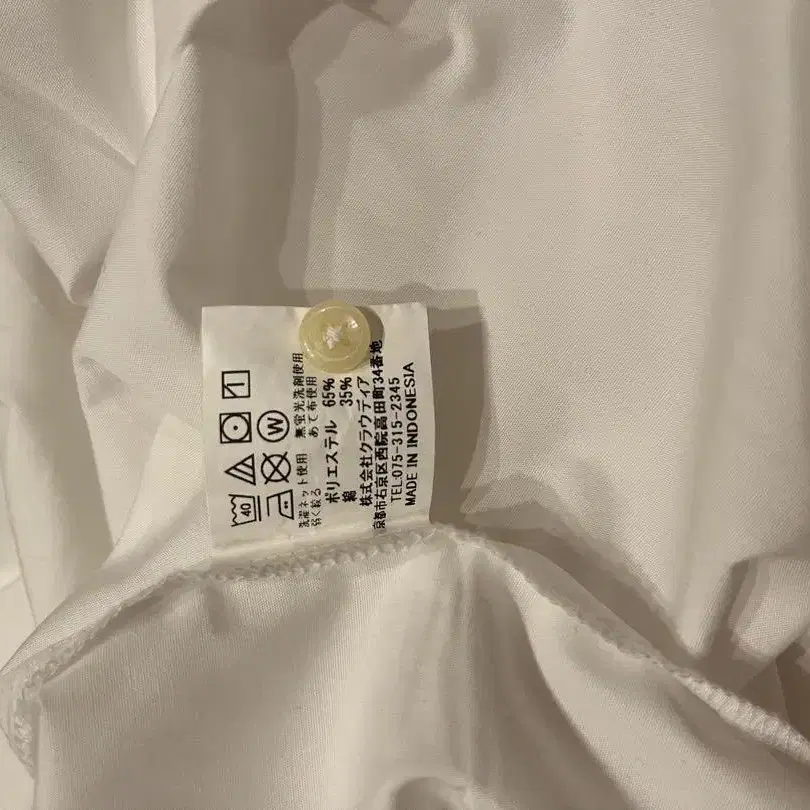 40
W
洗濯ネット使用 無蛍光洗剤使用
弱く絞る あて布使用
ポリエステル 65%
綿 35%
株式会社クラウディア
京都市右京区西院高田町34番地
TEL:075-315-2345
MADE IN INDONESIA